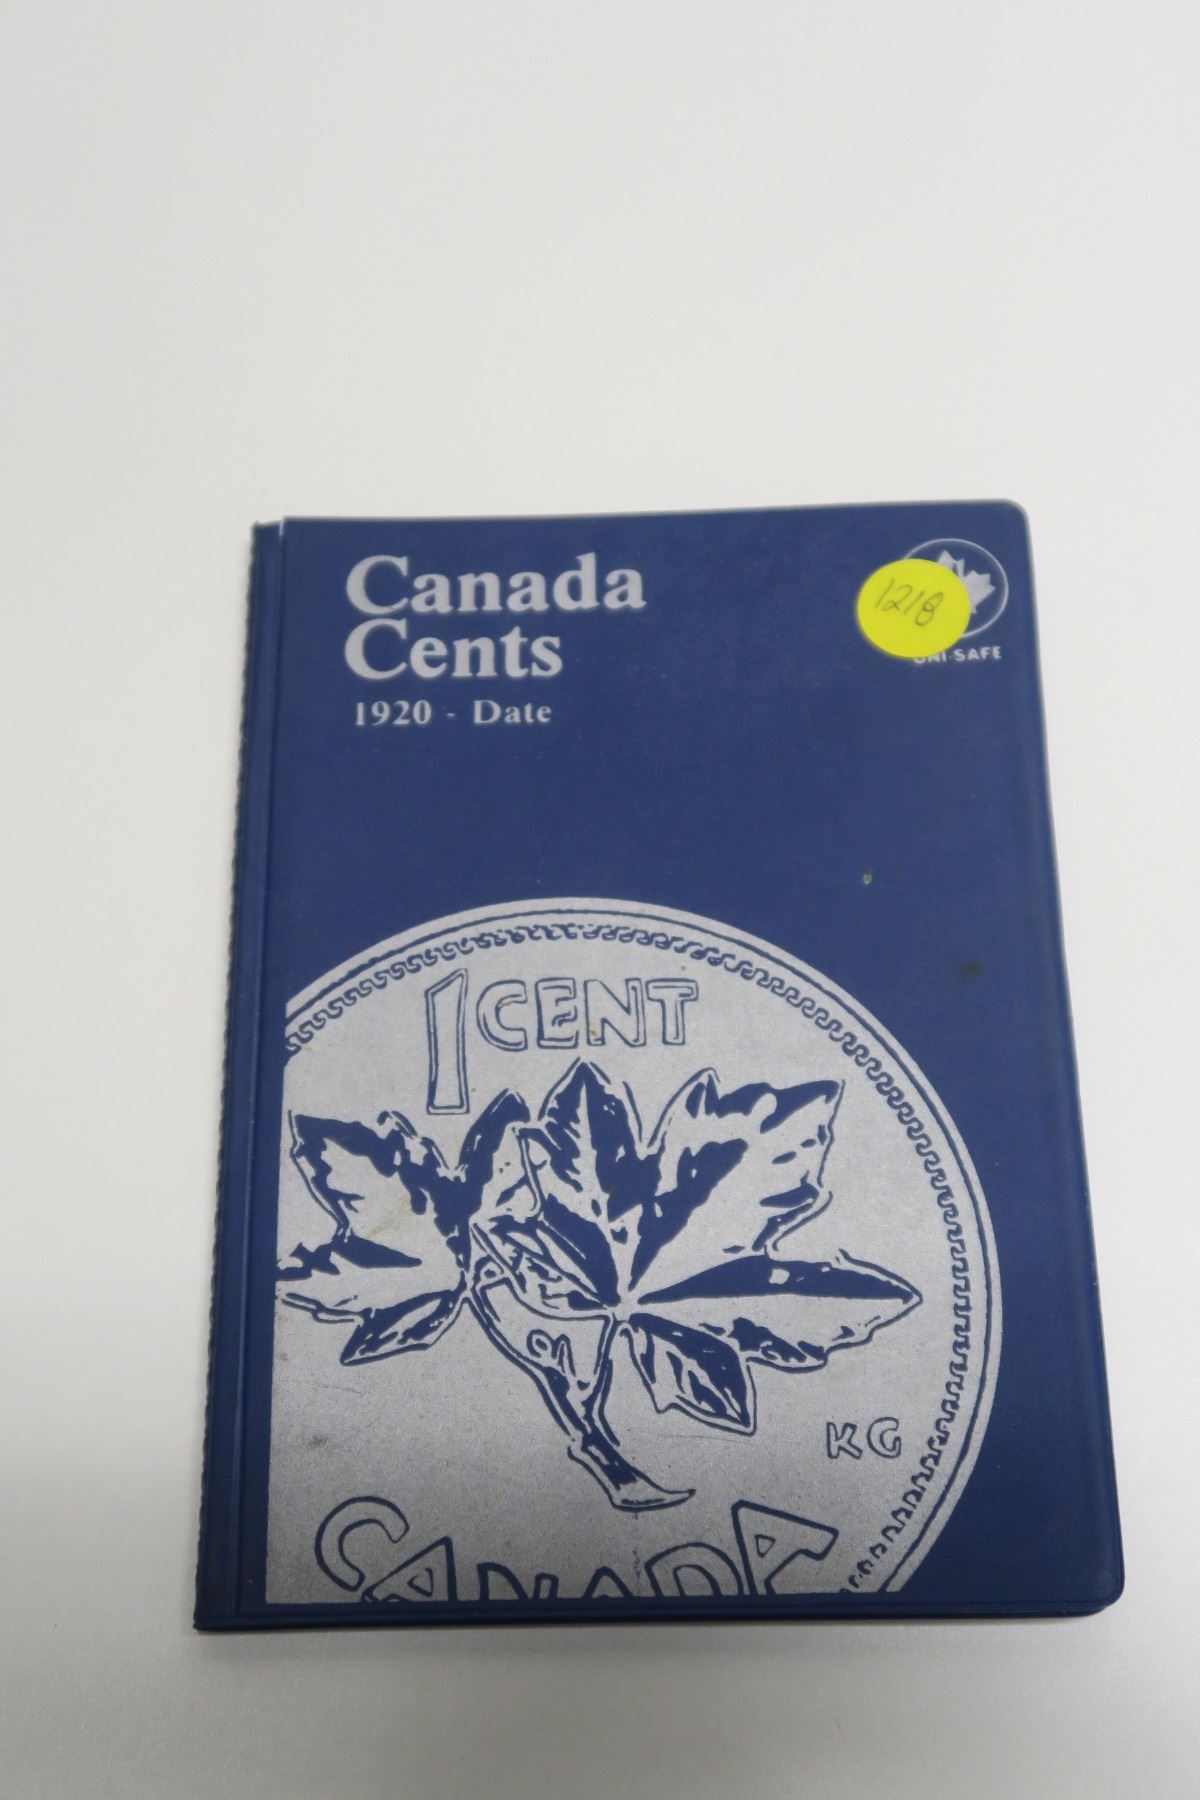 Canada
Cents
1920 - Date
1218
UNI-SAFE
1 CENT
KG
CANADA